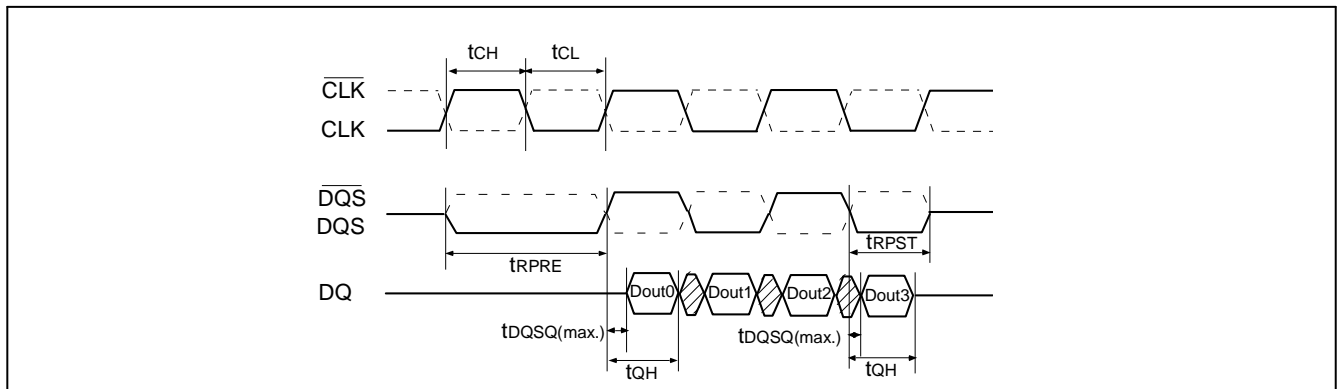 tCH tCL
CLK
CLK
DQS
DQS
tRPST
tRPRE
DQ Dout0 Dout1 Dout2 Dout3
tDQSQ(max.) tDQSQ(max.)
tQH tQH